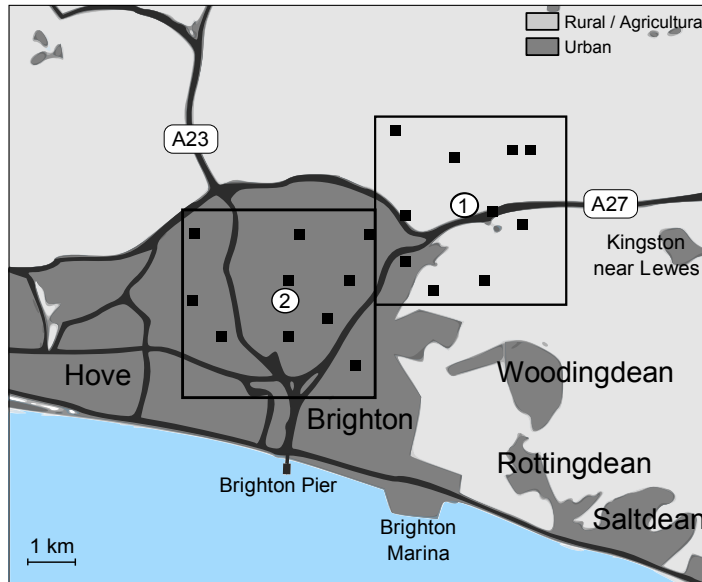 Rural / Agricultural
Urban
A23
1
A27
Kingston
near Lewes
2
Hove
Woodingdean
Brighton
Rottingdean
Brighton Pier
Saltdean
Brighton
Marina
1 km